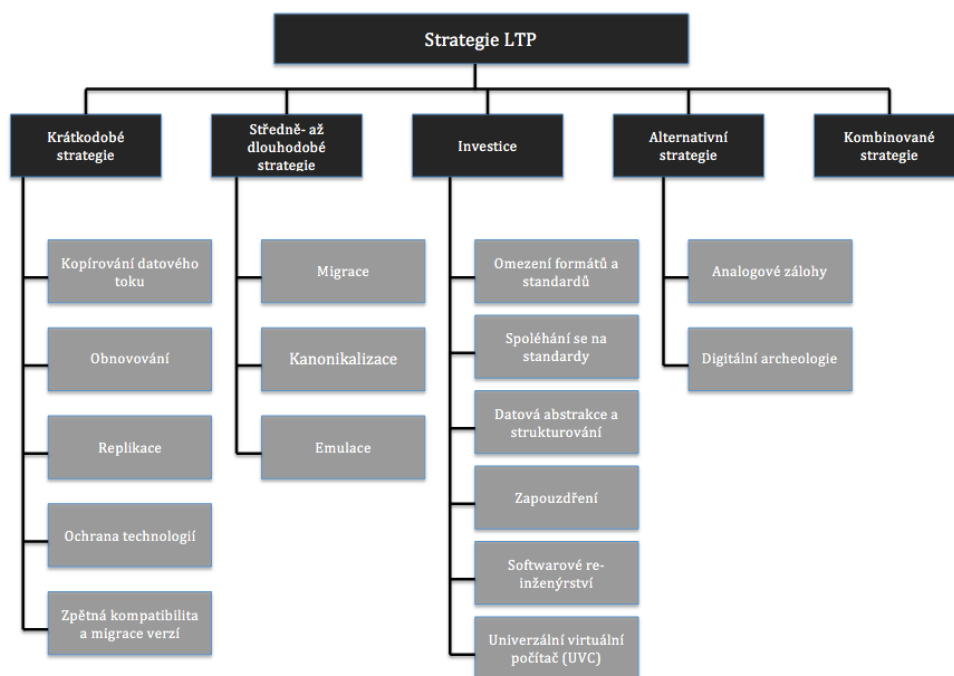 Strategie LTP
Krátkodobé
strategie
Středně- až
dlouhodobé
strategie
Investice
Alternativní
strategie
Kombinované
strategie
Kopírování datového
toku
Obnovování
Replikace
Ochrana technologií
Zpětná kompatibilita
a migrace verzí
Migrace
Kanonikalizace
Emulace
Omezení formátů a
standardů
Spoléhání se na
standardy
Datová abstrakce a
strukturování
Zapouzdření
Softwarové re-
inženýrství
Univerzální virtuální
počítač (UVC)
Analogové zálohy
Digitální archeologie